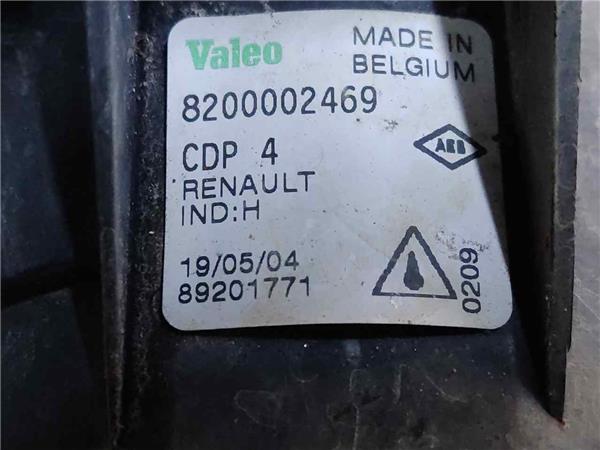 Valeo
MADE IN
BELGIUM
8200002469
CDP 4
RENAULT
IND:H
19/05/04
89201771
0209